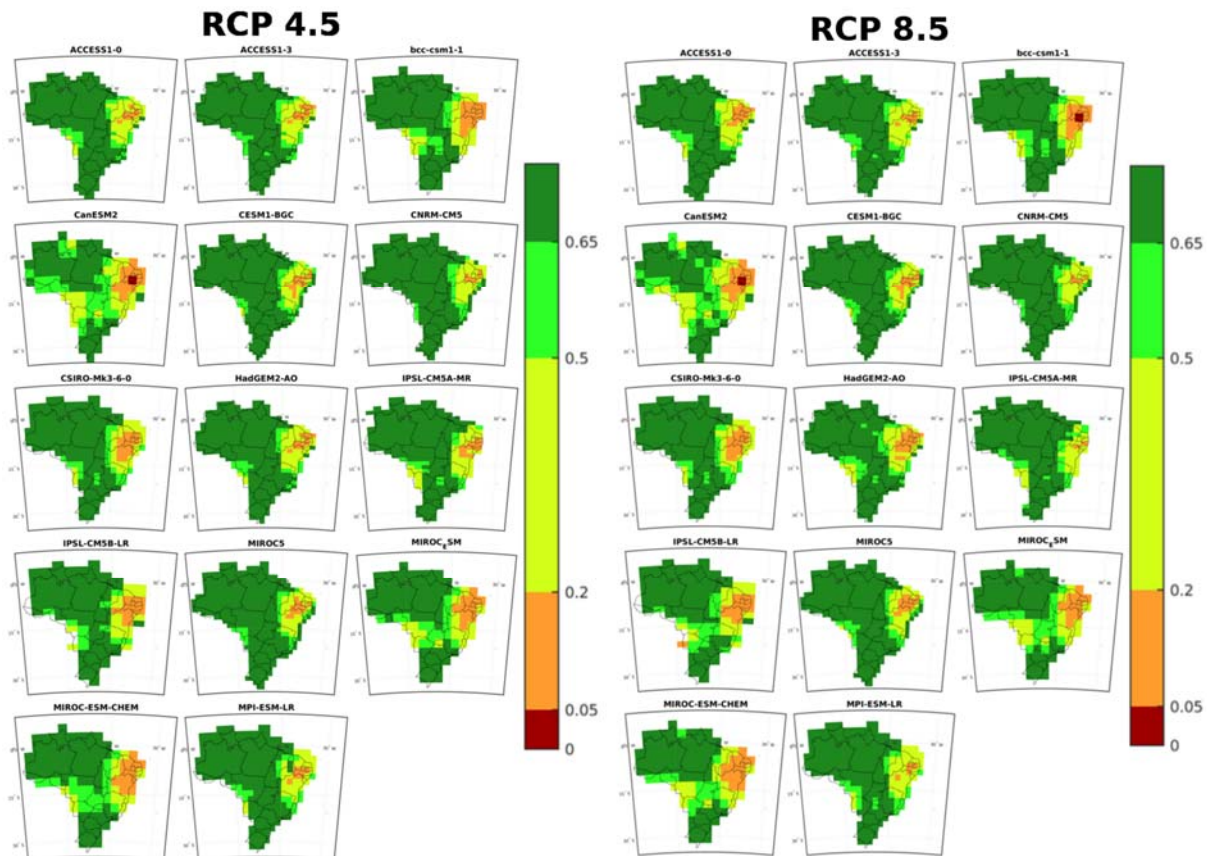 RCP 4.5
ACCESS1-0 ACCESS1-3 bcc-csm1-1
CanESM2 CESM1-BGC CNRM-CM5
CSIRO-Mk3-6-0 HadGEM2-AO IPSL-CM5A-MR
IPSL-CM5B-LR MIROC5 MIROCESM
MIROC-ESM-CHEM MPI-ESM-LR
0.65
0.5
0.2
0.05
0
RCP 8.5
ACCESS1-0 ACCESS1-3 bcc-csm1-1
CanESM2 CESM1-BGC CNRM-CM5
CSIRO-Mk3-6-0 HadGEM2-AO IPSL-CM5A-MR
IPSL-CM5B-LR MIROC5 MIROCESM
MIROC-ESM-CHEM MPI-ESM-LR
0.65
0.5
0.2
0.05
0